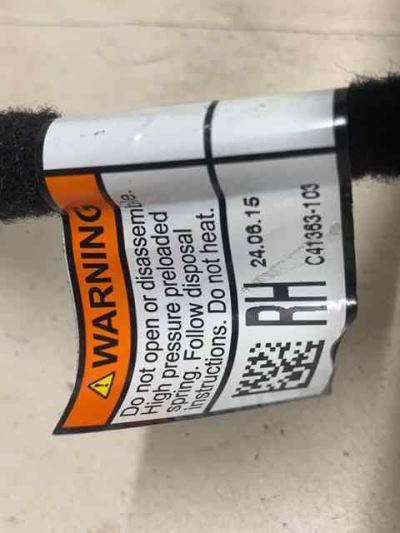 WARNING
Do not open or disassemble.
High pressure preloaded
spring. Follow disposal
instructions. Do not heat.
RH
24.06.15
C41363-103